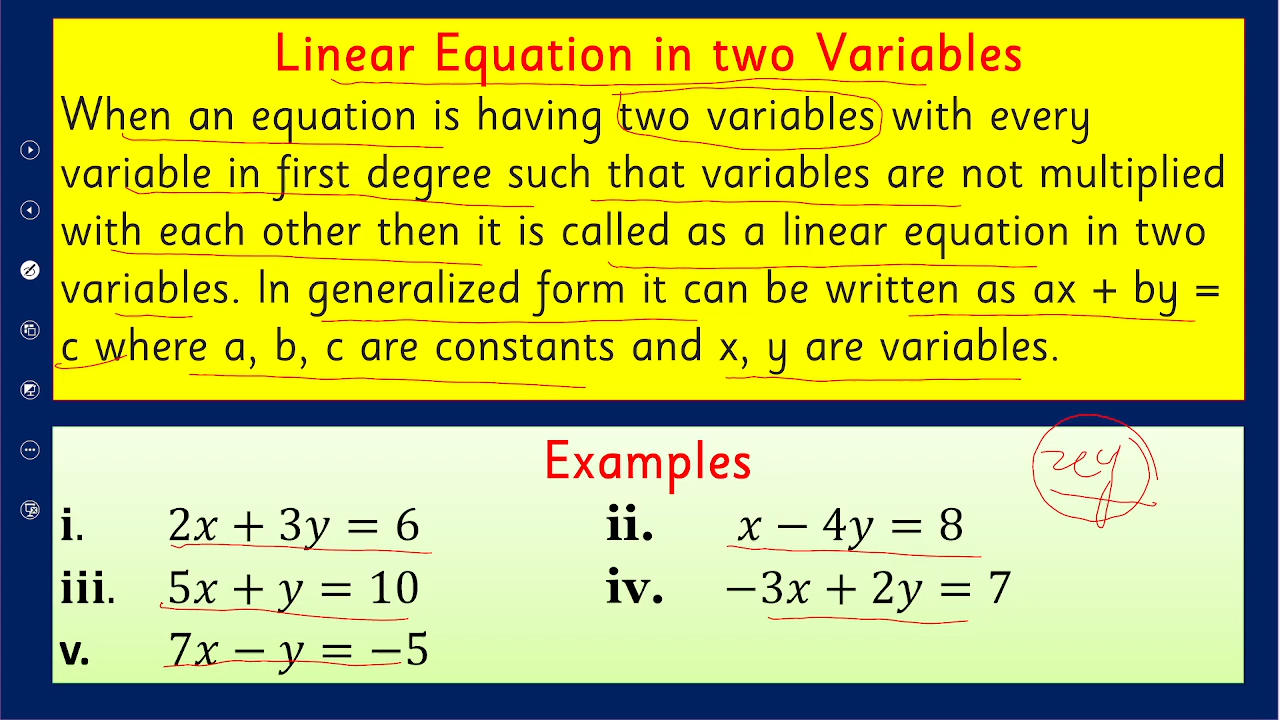 Linear Equation in two Variables
When an equation is having two variables with every
variable in first degree such that variables are not multiplied
with each other then it is called as a linear equation in two
variables. In generalized form it can be written as ax + by =
c where a, b, c are constants and x, y are variables.
Examples
xy
i. 2x + 3y = 6 ii. x − 4y = 8
iii. 5x + y = 10 iv. −3x + 2y = 7
v. 7x − y = −5